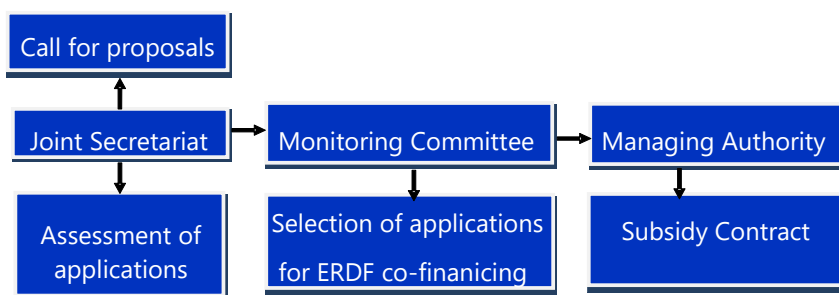 Call for proposals
Joint Secretariat
Monitoring Committee
Managing Authority
Assessment of
applications
Selection of applications
for ERDF co-finanicing
Subsidy Contract